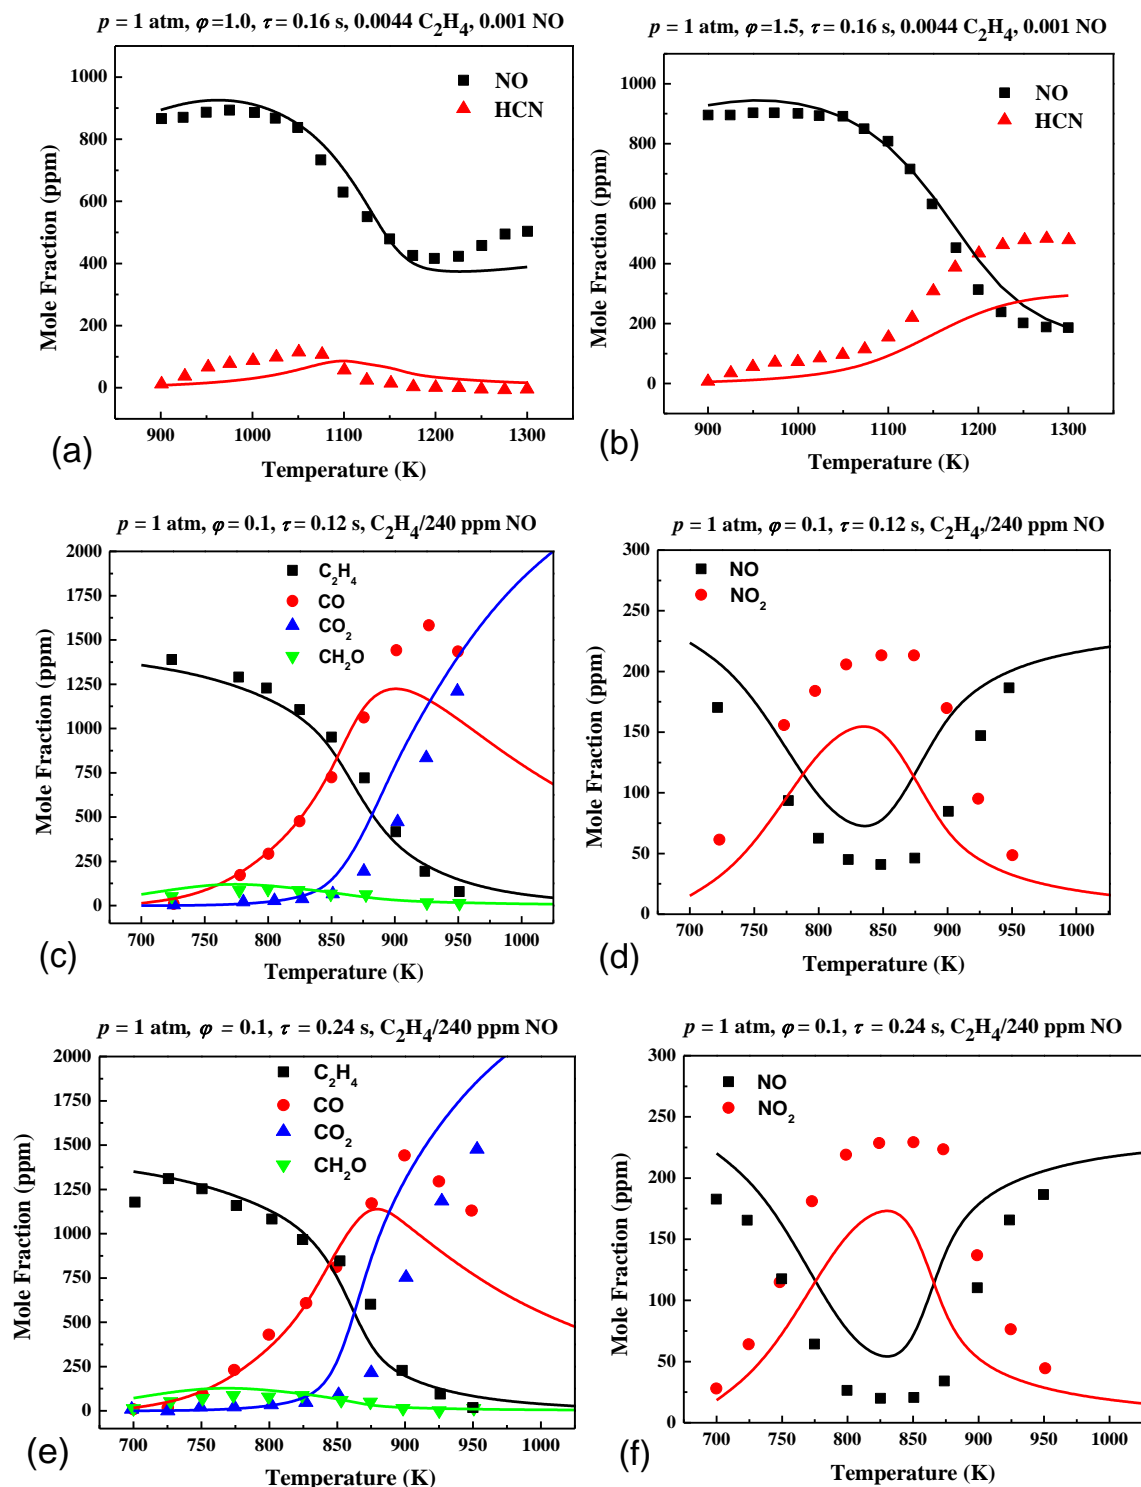 p = 1 atm, φ=1.0, τ = 0.16 s, 0.0044 C2H4, 0.001 NO
1000
800
600
400
200
0
Mole Fraction (ppm)
NO
HCN
900 1000 1100 1200 1300
Temperature (K)
(a)
p = 1 atm, φ=1.5, τ = 0.16 s, 0.0044 C2H4, 0.001 NO
1000
800
600
400
200
0
Mole Fraction (ppm)
NO
HCN
900 1000 1100 1200 1300
Temperature (K)
(b)
p = 1 atm, φ = 0.1, τ = 0.12 s, C2H4/240 ppm NO
2000
1750
1500
1250
1000
750
500
250
0
Mole Fraction (ppm)
C2H4
CO
CO2
CH2O
700 750 800 850 900 950 1000
Temperature (K)
(c)
p = 1 atm, φ = 0.1, τ = 0.12 s, C2H4,/240 ppm NO
300
250
200
150
100
50
0
Mole Fraction (ppm)
NO
NO2
700 750 800 850 900 950 1000
Temperature (K)
(d)
p = 1 atm, φ = 0.1, τ = 0.24 s, C2H4/240 ppm NO
2000
1750
1500
1250
1000
750
500
250
0
Mole Fraction (ppm)
C2H4
CO
CO2
CH2O
700 750 800 850 900 950 1000
Temperature (K)
(e)
p = 1 atm, φ = 0.1, τ = 0.24 s, C2H4/240 ppm NO
300
250
200
150
100
50
0
Mole Fraction (ppm)
NO
NO2
700 750 800 850 900 950 1000
Temperature (K)
(f)